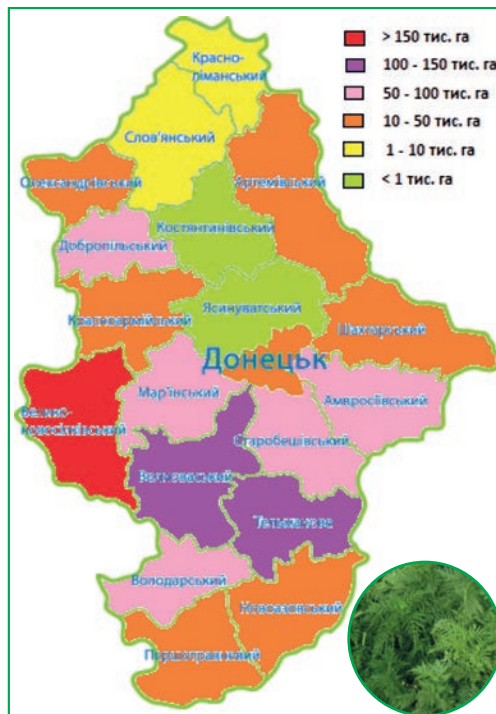 > 150 тис. га
100 - 150 тис. га
50 - 100 тис. га
10 - 50 тис. га
1 - 10 тис. га
< 1 тис. га
Красно-
ліманський
Слов'янський
Олександрівський
Артемівський
Костянтинівський
Добропільський
Ясинуватський
Красноармійський
Шахтарський
Донецьк
Мар'їнський
Амвросіївський
Велико-
новосілківський
Старобешівський
Волноваський
Тельманове
Володарський
Новоазовський
Першотравневий